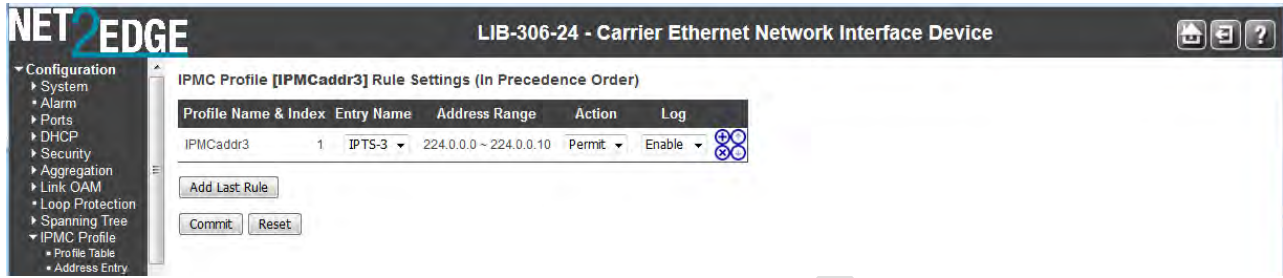 NET2EDGE
LIB-306-24 - Carrier Ethernet Network Interface Device
Configuration
System
Alarm
Ports
DHCP
Security
Aggregation
Link OAM
Loop Protection
Spanning Tree
IPMC Profile
Profile Table
Address Entry
IPMC Profile [IPMCaddr3] Rule Settings (In Precedence Order)
Profile Name & Index Entry Name Address Range Action Log
IPMCaddr3 1 IPTS-3 224.0.0.0 ~ 224.0.0.10 Permit Enable
Add Last Rule
Commit Reset